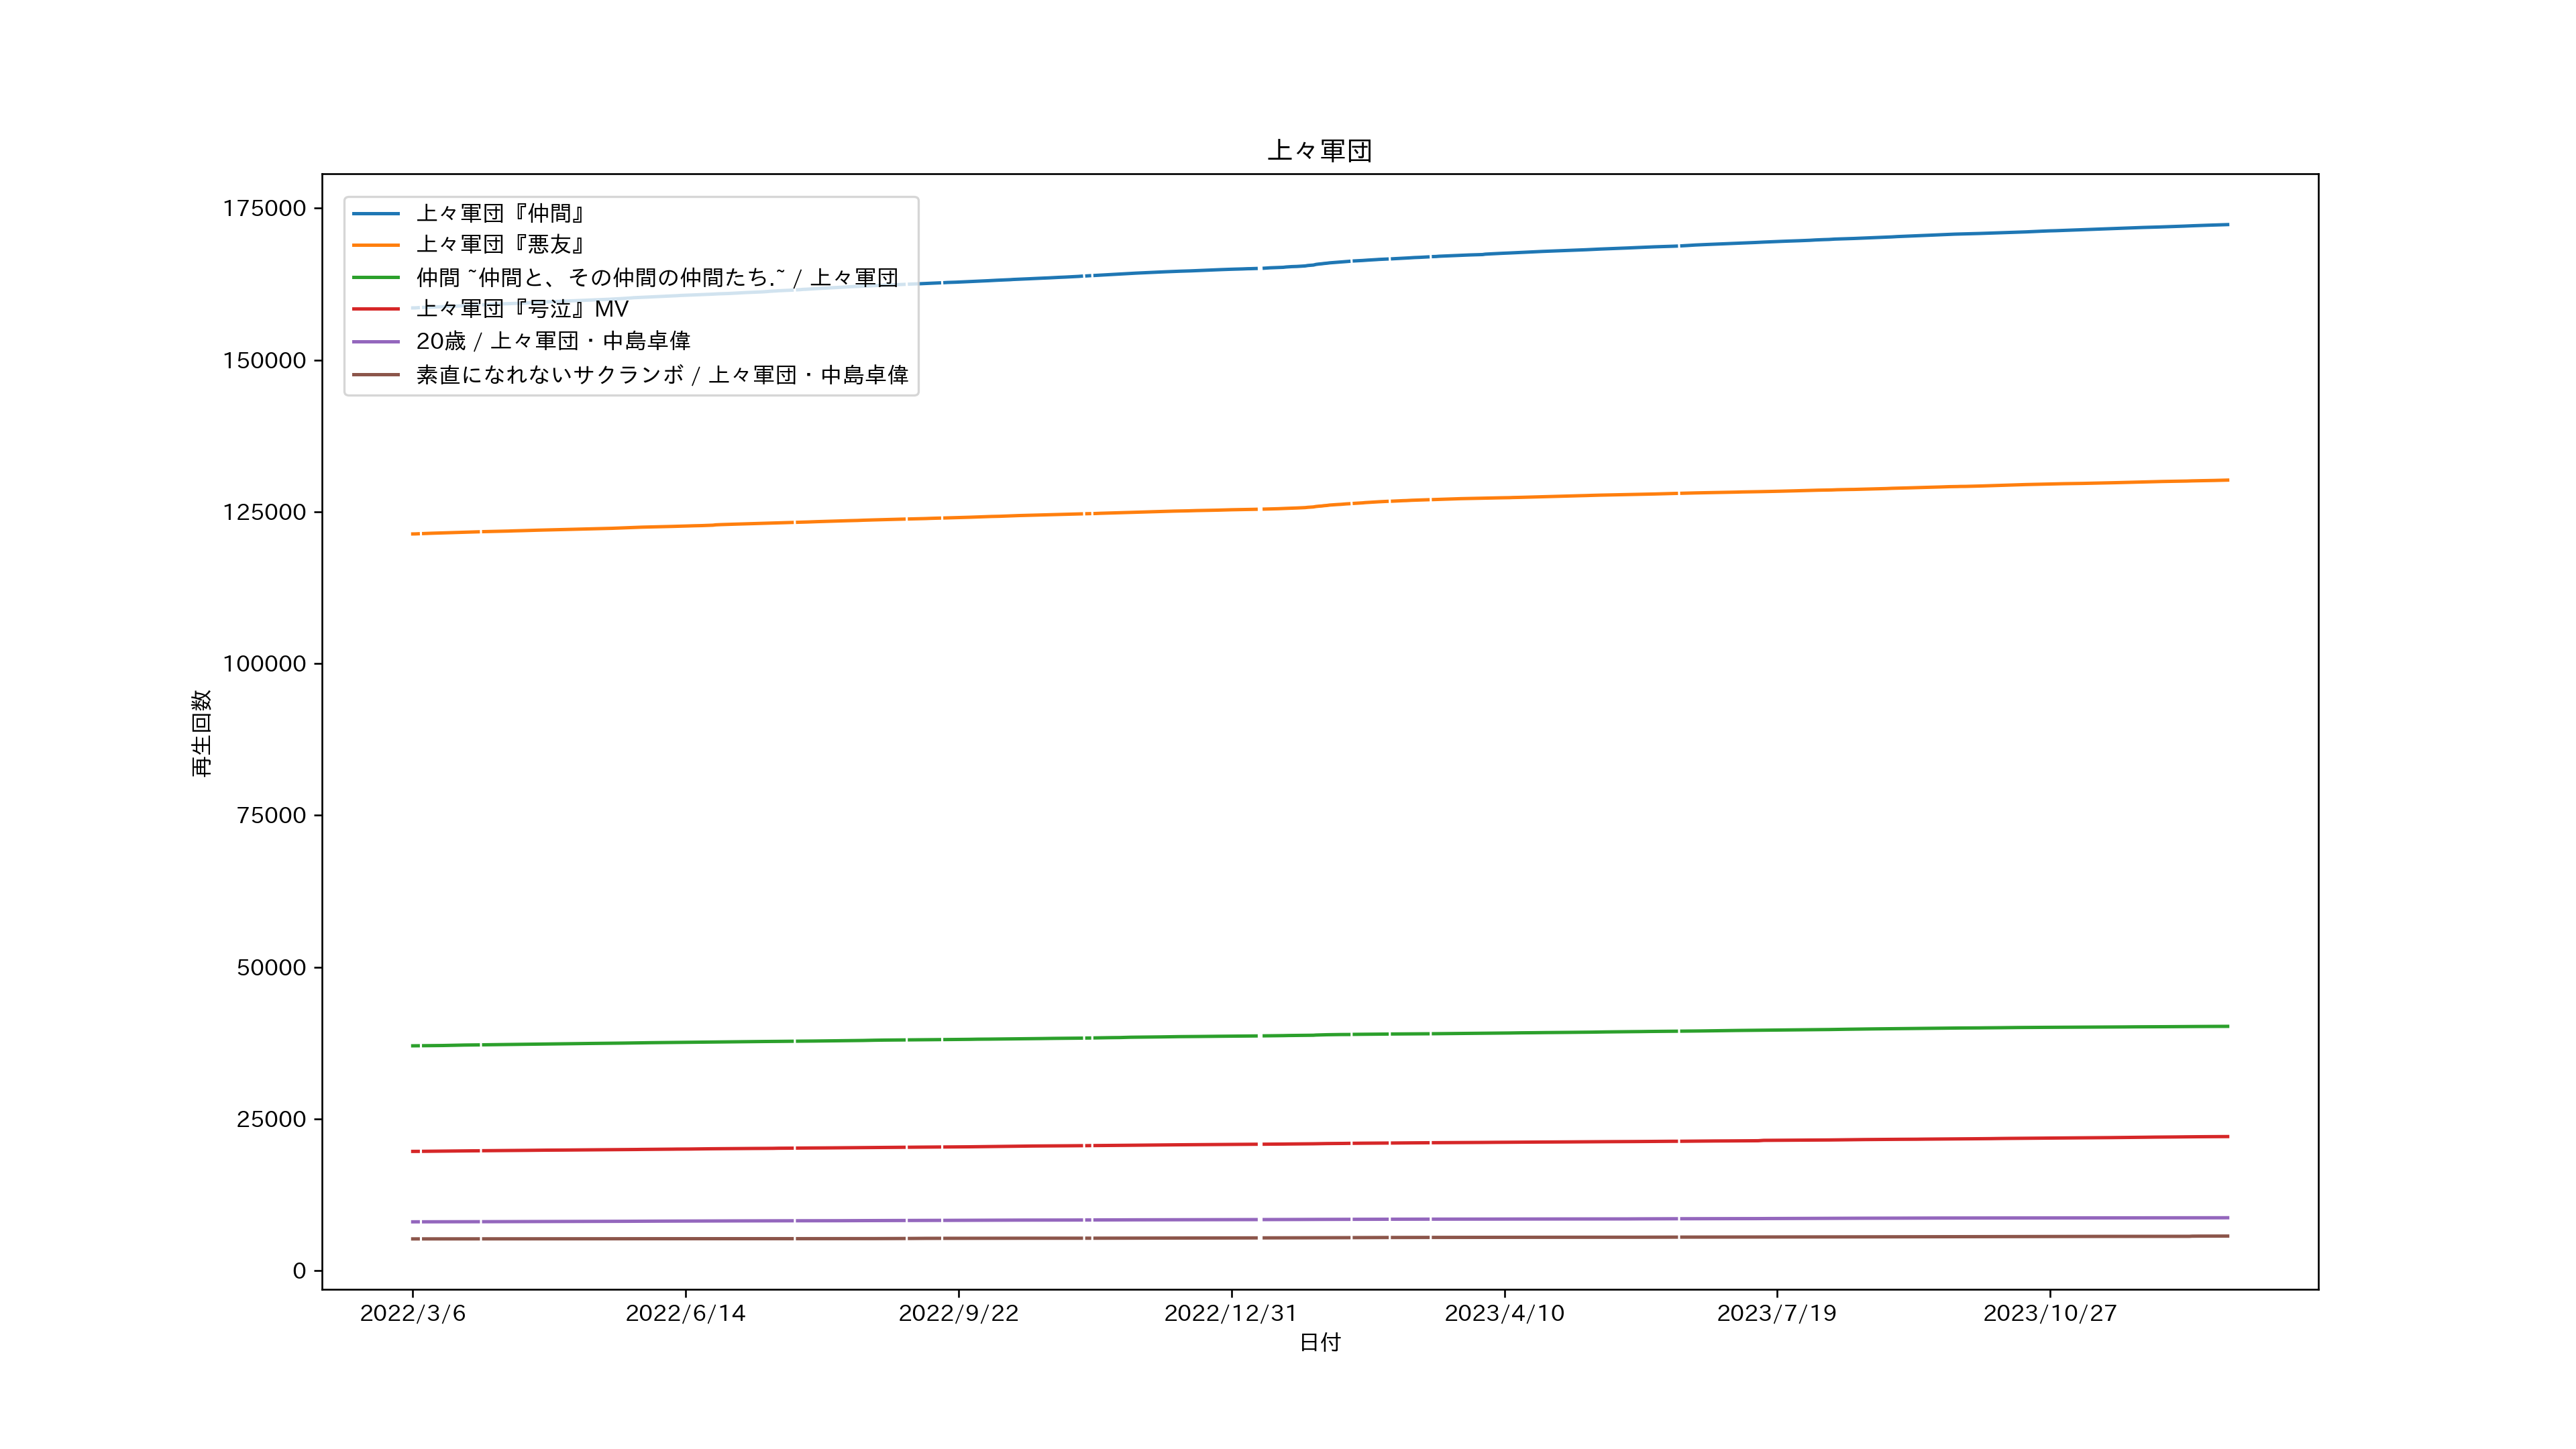 上々軍団
175000
150000
125000
100000
75000
50000
25000
0
再生回数
上々軍団『仲間』
上々軍団『悪友』
仲間 ~仲間と、その仲間の仲間たち.~ / 上々軍団
上々軍団『号泣』MV
20歳 / 上々軍団・中島卓偉
素直になれないサクランボ / 上々軍団・中島卓偉
2022/3/6 2022/6/14 2022/9/22 2022/12/31 2023/4/10 2023/7/19 2023/10/27
日付